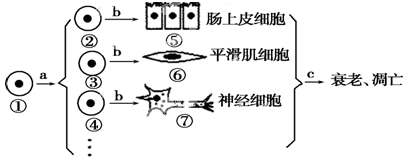 ② b ⑤ 肠上皮细胞
① a ③ b ⑥ 平滑肌细胞 c 衰老、凋亡
④ b ⑦ 神经细胞